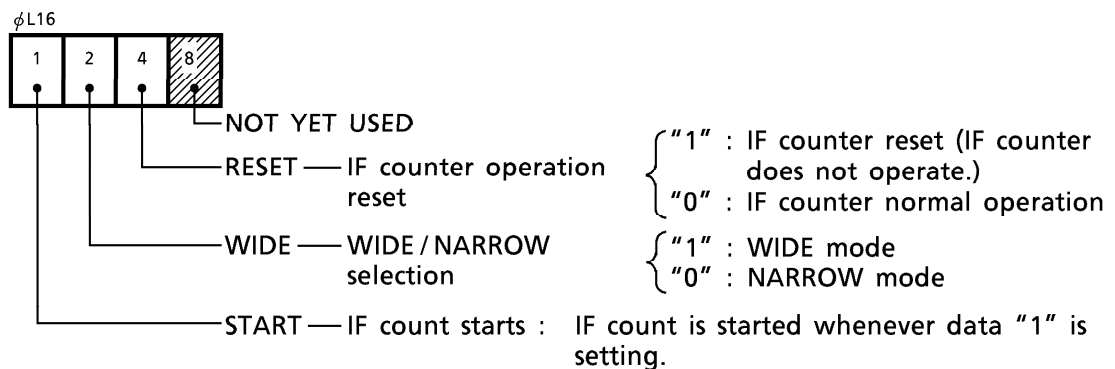 φL16
1 2 4 8
NOT YET USED
RESET — IF counter operation reset
"1" : IF counter reset (IF counter does not operate.)
"0" : IF counter normal operation
WIDE — WIDE / NARROW selection
"1" : WIDE mode
"0" : NARROW mode
START — IF count starts : IF count is started whenever data "1" is
setting.